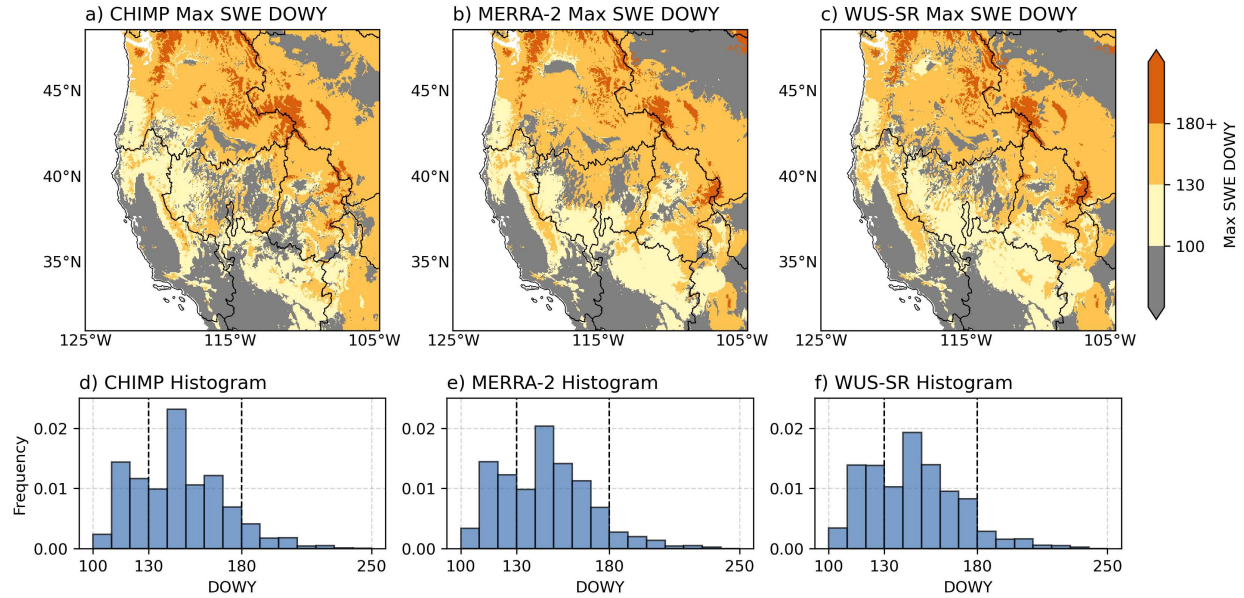 a) CHIMP Max SWE DOWY
b) MERRA-2 Max SWE DOWY
c) WUS-SR Max SWE DOWY
45°N
40°N
35°N
125°W
115°W
105°W
45°N
40°N
35°N
125°W
115°W
105°W
45°N
40°N
35°N
125°W
115°W
105°W
180+
130
100
Max SWE DOWY
d) CHIMP Histogram
e) MERRA-2 Histogram
f) WUS-SR Histogram
Frequency
0.02
0.01
0.00
100
130
180
250
DOWY
0.02
0.01
0.00
100
130
180
250
DOWY
0.02
0.01
0.00
100
130
180
250
DOWY